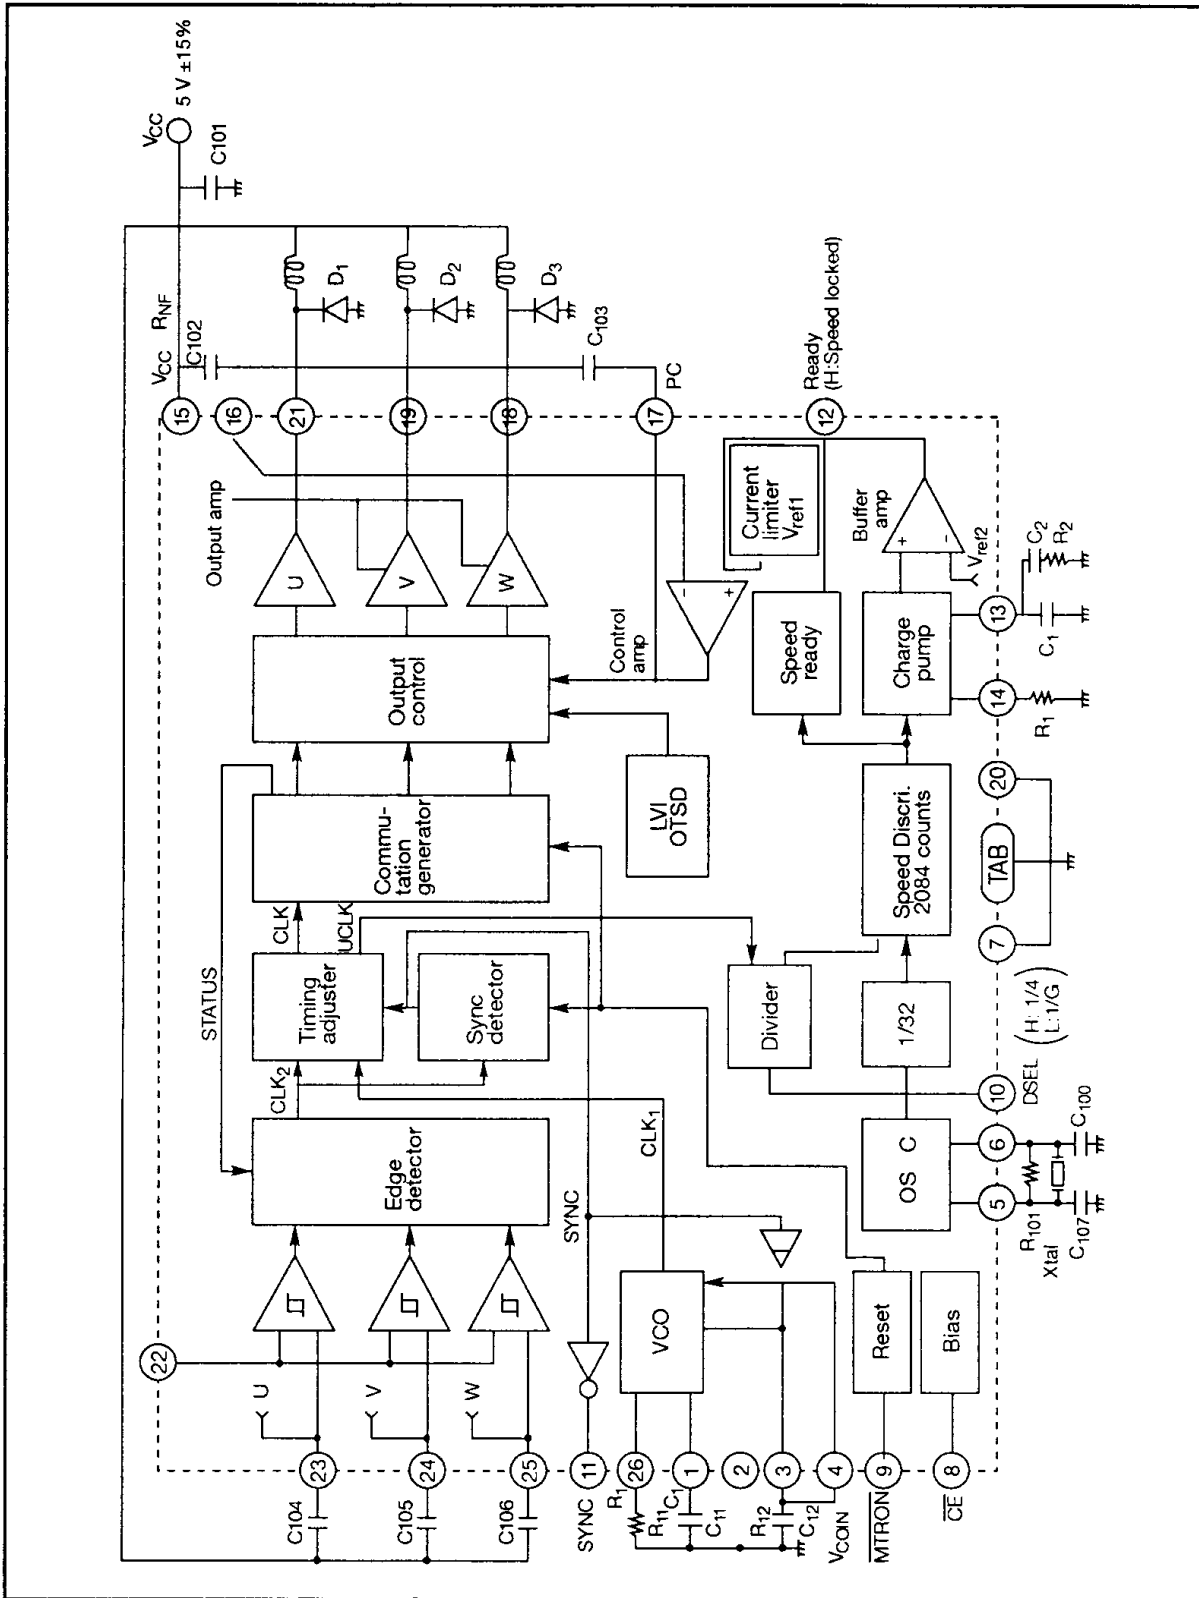 VCC
5 V ±15%
C101
VCC
RNF
C102
C103
D1
D2
D3
PC
Ready
(H:Speed locked)
15
16
21
19
18
17
12
Output amp
U
V
W
Control
amp
Current
limiter
Vref1
Buffer
amp
+
-
Vref2
-
+
C2
R2
C1
R1
13
14
20
7
TAB
Output
control
LVI
OTSD
Speed
ready
Charge
pump
Commu-
tation
generator
Speed Discri.
2084 counts
STATUS
CLK
UCLK
Timing
adjuster
Sync
detector
Divider
1/32
(H: 1/4
L: 1/G)
DSEL
10
CLK2
CLK1
Edge
detector
SYNC
OS C
6
5
C100
R101
Xtal
C107
22
U
V
W
VCO
Reset
Bias
23
24
25
11
26
1
2
3
4
9
8
C104
C105
C106
SYNC
R1
R11
C1
C11
R12
C12
VCOIN
MTRON
CE